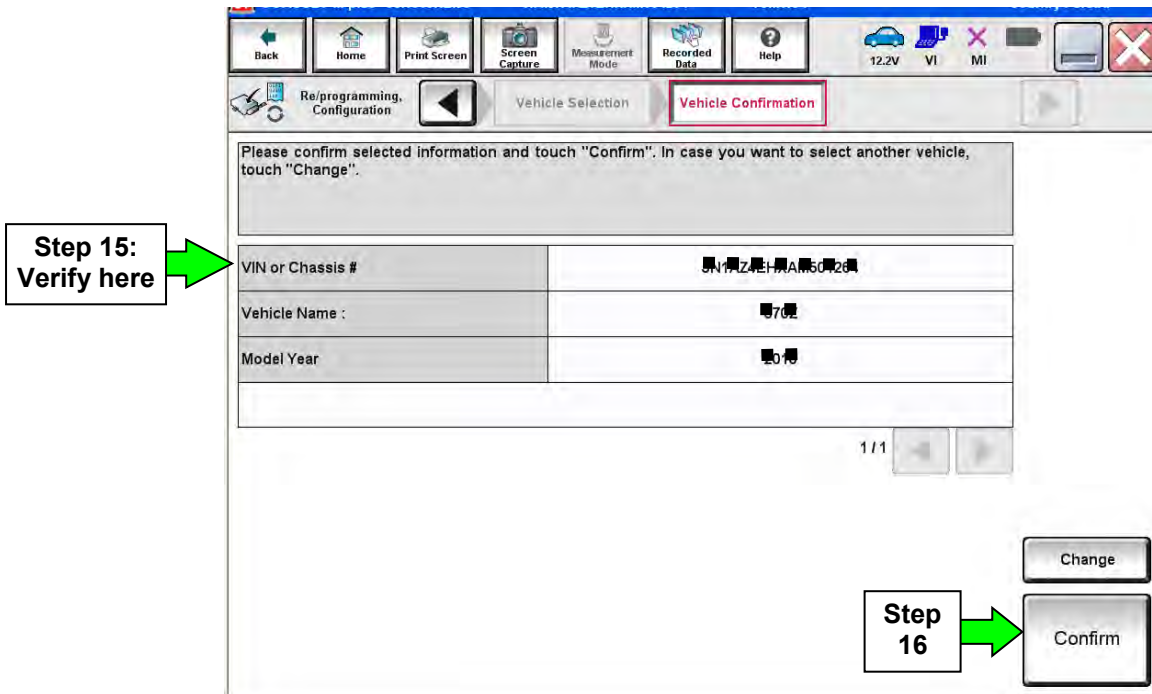 Back
Home
Print Screen
Screen
Capture
Measurement
Mode
Recorded
Data
Help
12.2V
VI
MI
Re/programming,
Configuration
Vehicle Selection
Vehicle Confirmation
Please confirm selected information and touch "Confirm". In case you want to select another vehicle,
touch "Change".
Step 15:
Verify here
VIN or Chassis #
Vehicle Name :
Model Year
1/1
Change
Step
16
Confirm